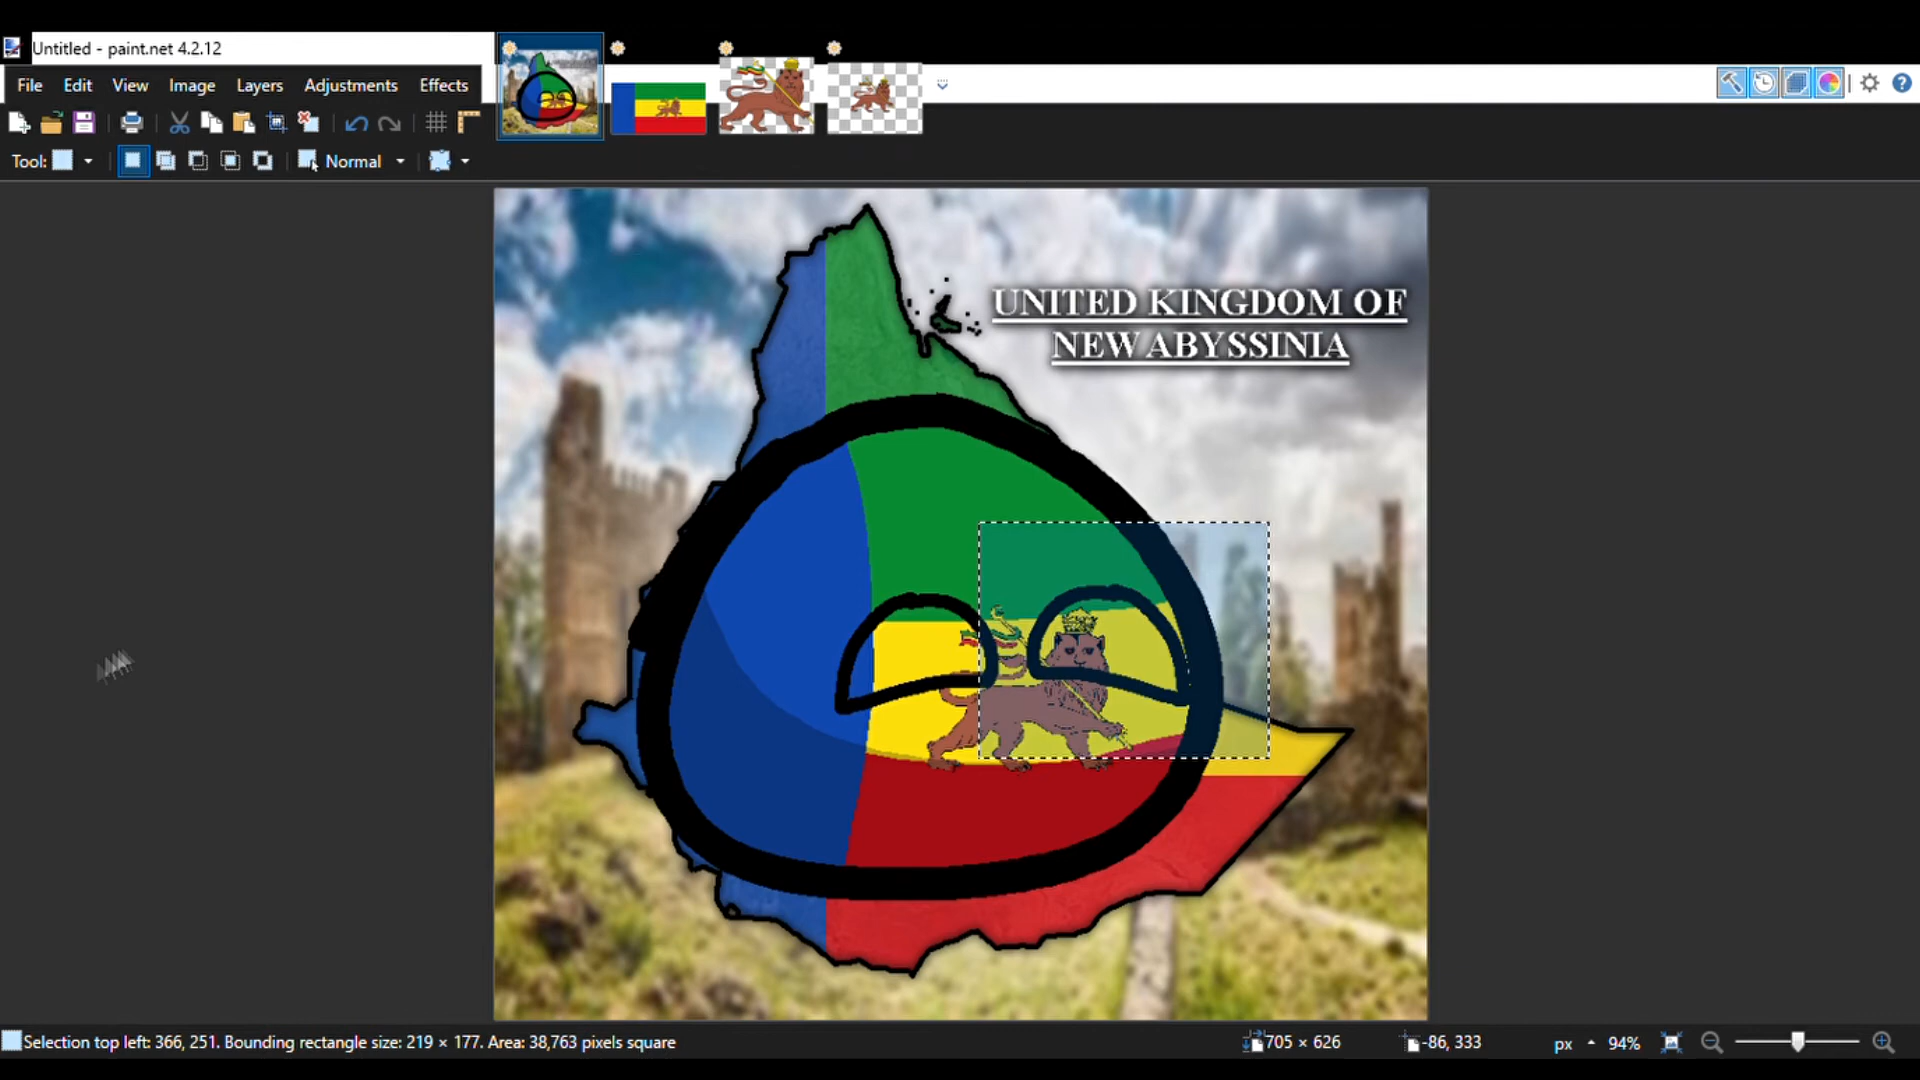 Untitled - paint.net 4.2.12
File Edit View Image Layers Adjustments Effects
Tool: Normal
UNITED KINGDOM OF
NEW ABYSSINIA
Selection top left: 366, 251. Bounding rectangle size: 219 × 177. Area: 38,763 pixels square 705 × 626 -86, 333 px 94%